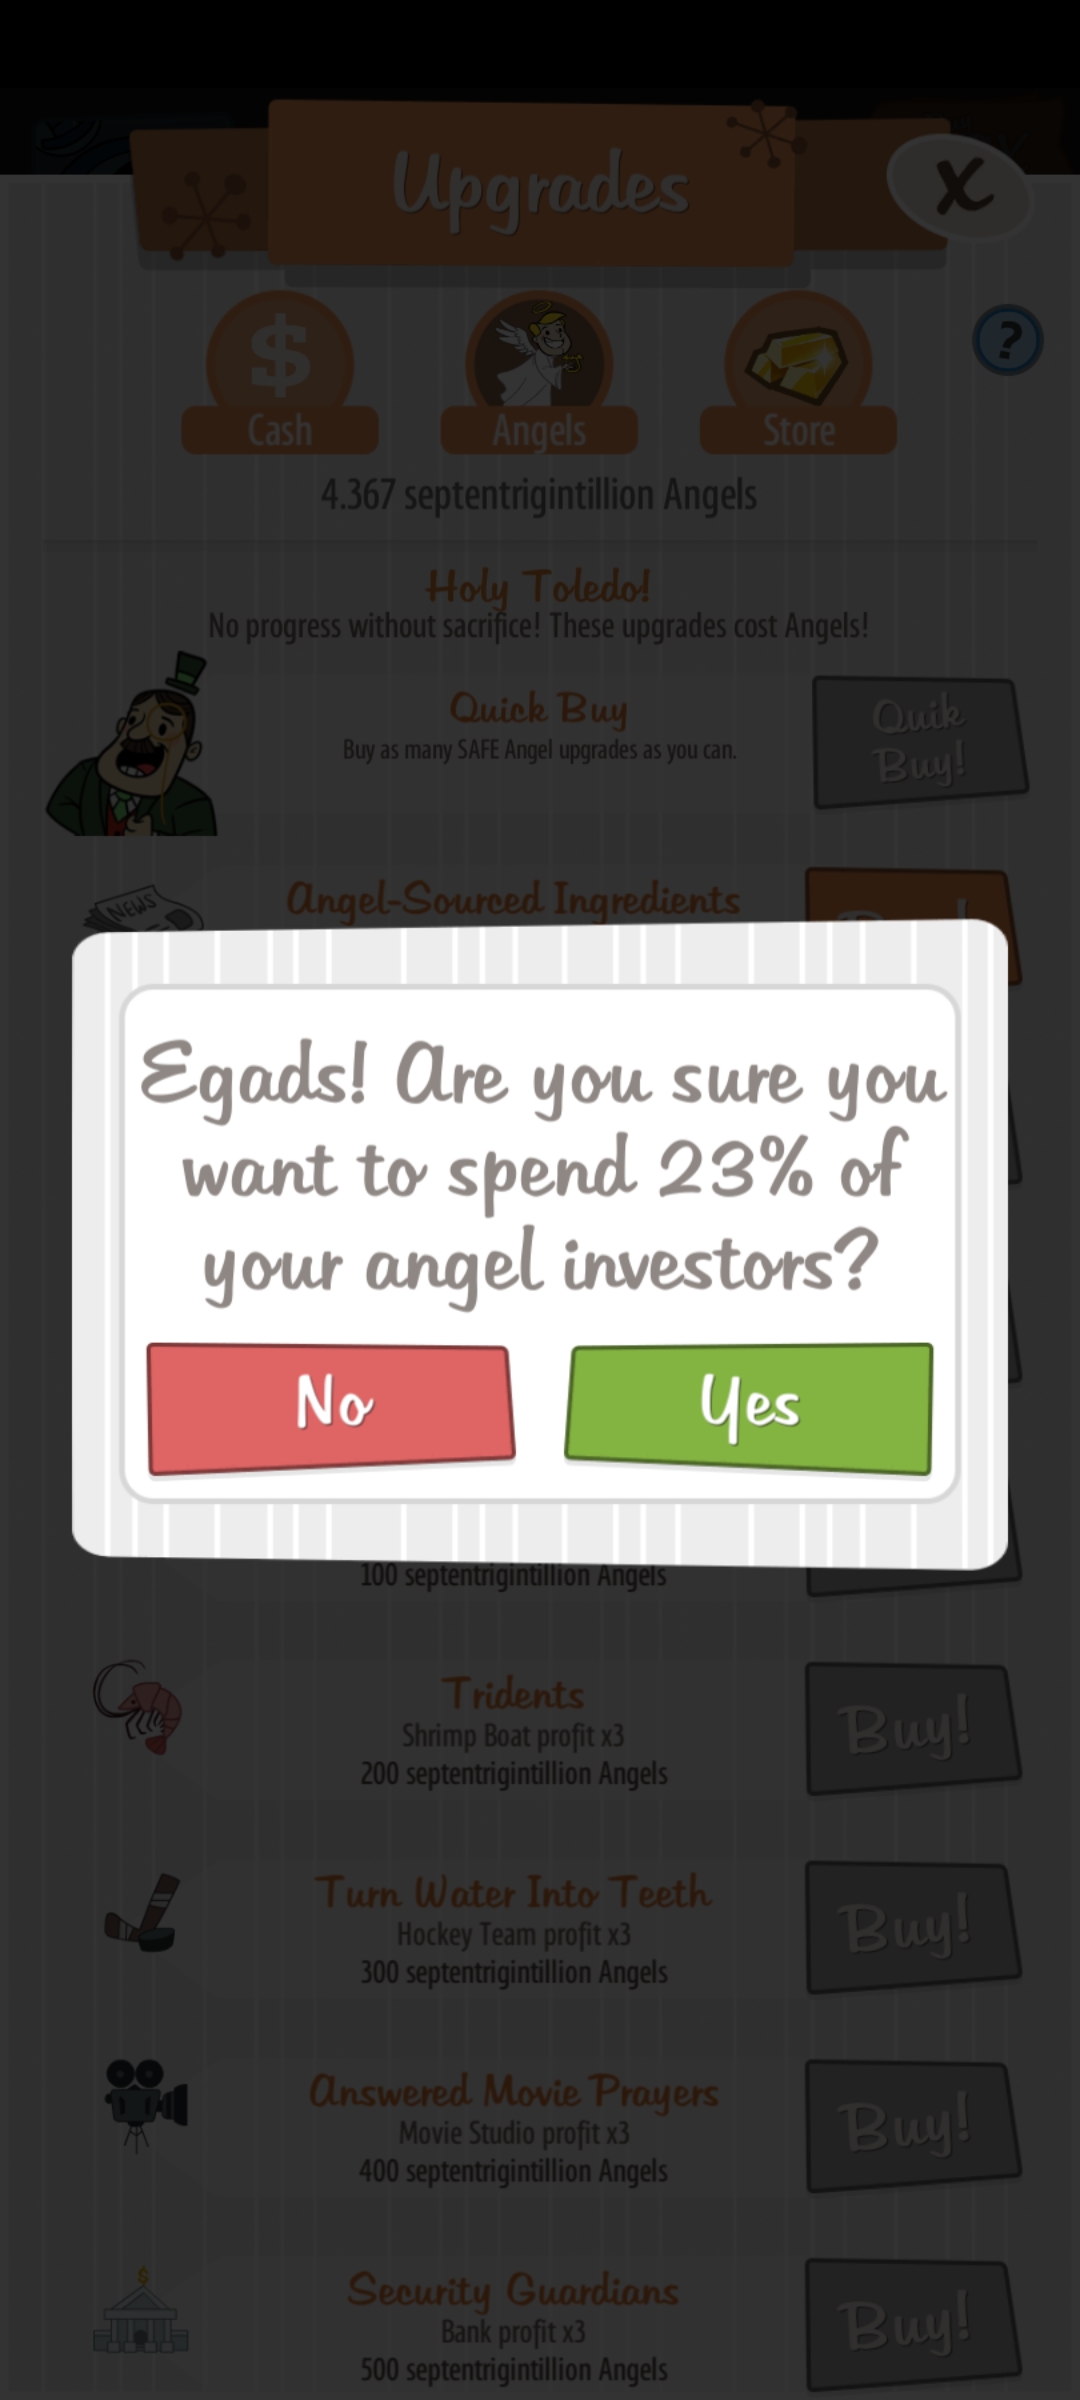 Upgrades
X
$
?
Cash
Angels
Store
4.367 septentrigintillion Angels
Holy Toledo!
No progress without sacrifice! These upgrades cost Angels!
Quick Buy
Buy as many SAFE Angel upgrades as you can.
Quik
Buy!
Angel-Sourced Ingredients
NEWS
Egads! Are you sure you
want to spend 23% of
your angel investors?
No
Yes
100 septentrigintillion Angels
Tridents
Shrimp Boat profit x3
200 septentrigintillion Angels
Buy!
Turn Water Into Teeth
Hockey Team profit x3
300 septentrigintillion Angels
Buy!
Answered Movie Prayers
Movie Studio profit x3
400 septentrigintillion Angels
Buy!
Security Guardians
$
Bank profit x3
500 septentrigintillion Angels
Buy!